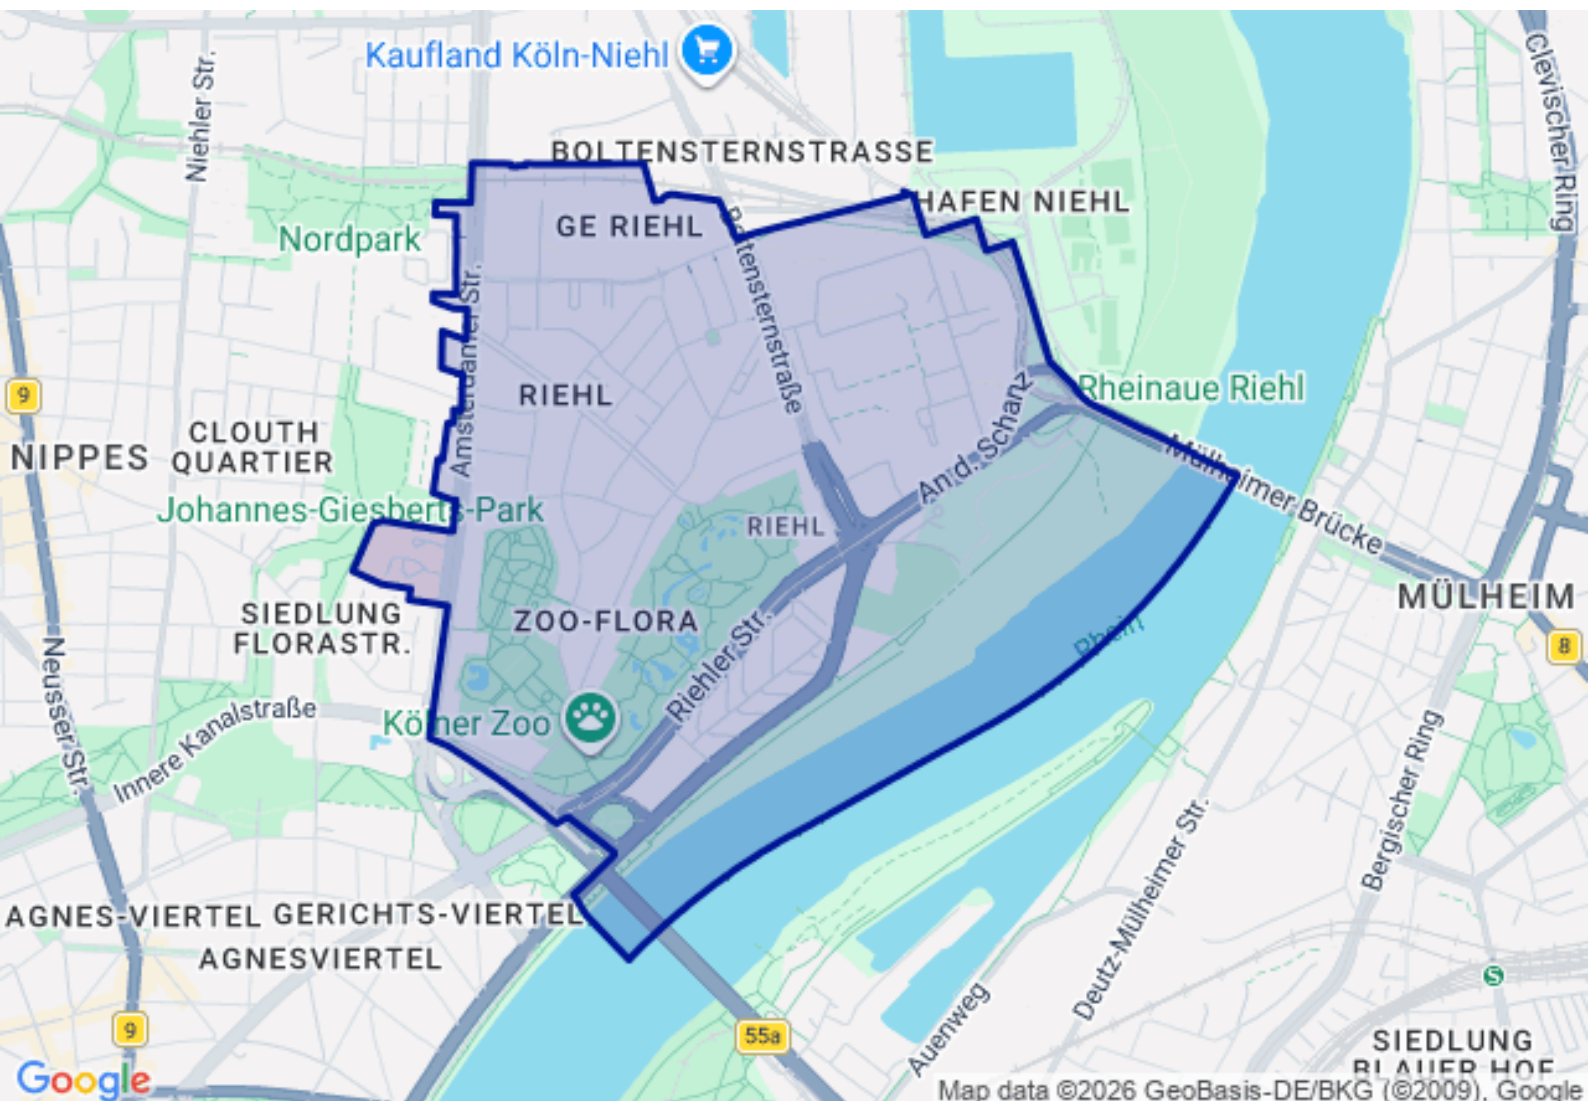 Kaufland Köln-Niehl
Niehler Str.
Clevischer Ring
BOLTENSTERNSTRASSE
HAFEN NIEHL
GE RIEHL
Nordpark
Boltensternstraße
Amsterdamer Str.
9
RIEHL
Rheinaue Riehl
CLOUTH
QUARTIER
NIPPES
An d. Schanz
Mülheimer Brücke
Johannes-Giesberts-Park
RIEHL
MÜLHEIM
SIEDLUNG
FLORASTR.
ZOO-FLORA
Rhein
8
Riehler Str.
Neusser Str.
Innere Kanalstraße
Kölner Zoo
Bergischer Ring
Deutz-Mülheimer Str.
AGNES-VIERTEL
GERICHTS-VIERTEL
AGNESVIERTEL
S
Auenweg
9
55a
SIEDLUNG
BLAUER HOF
Google
Map data ©2026 GeoBasis-DE/BKG (©2009), Google